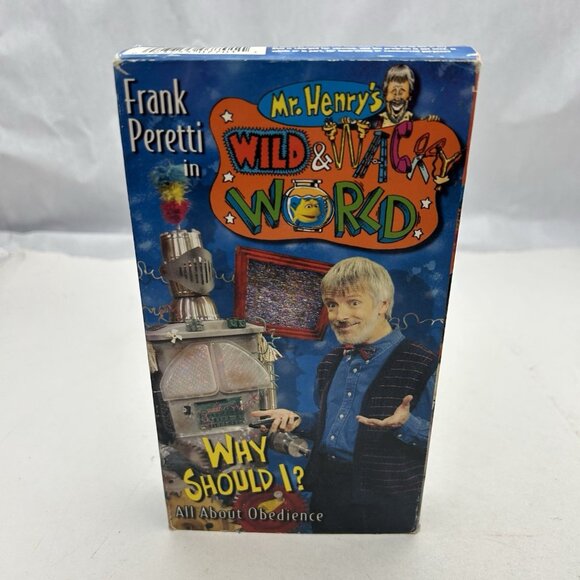 Frank
Peretti
in
Mr. Henry's
WILD & WACKY
WORLD
WHY
SHOULD I?
All About Obedience